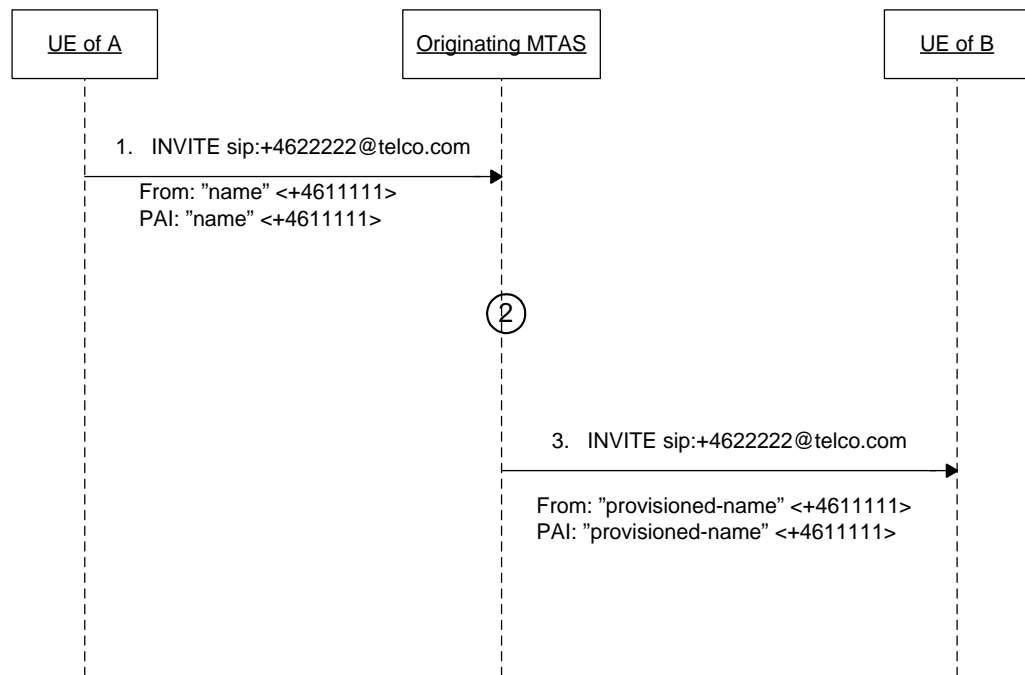 UE of A
Originating MTAS
UE of B
1. INVITE sip:+4622222@telco.com
From: ”name” <+4611111>
PAI: ”name” <+4611111>
2
3. INVITE sip:+4622222@telco.com
From: ”provisioned-name” <+4611111>
PAI: ”provisioned-name” <+4611111>